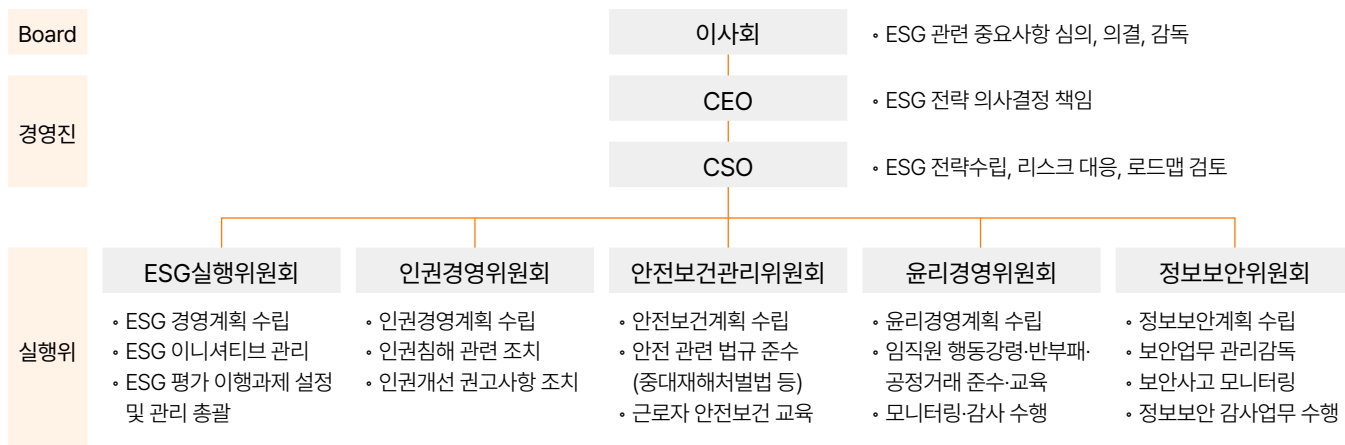 Board
이사회
◦ ESG 관련 중요사항 심의, 의결, 감독
경영진
CEO
◦ ESG 전략 의사결정 책임
CSO
◦ ESG 전략수립, 리스크 대응, 로드맵 검토
실행위
ESG실행위원회
◦ ESG 경영계획 수립
◦ ESG 이니셔티브 관리
◦ ESG 평가 이행과제 설정
및 관리 총괄
인권경영위원회
◦ 인권경영계획 수립
◦ 인권침해 관련 조치
◦ 인권개선 권고사항 조치
안전보건관리위원회
◦ 안전보건계획 수립
◦ 안전 관련 법규 준수
(중대재해처벌법 등)
◦ 근로자 안전보건 교육
윤리경영위원회
◦ 윤리경영계획 수립
◦ 임직원 행동강령·반부패·
공정거래 준수·교육
◦ 모니터링·감사 수행
정보보안위원회
◦ 정보보안계획 수립
◦ 보안업무 관리감독
◦ 보안사고 모니터링
◦ 정보보안 감사업무 수행